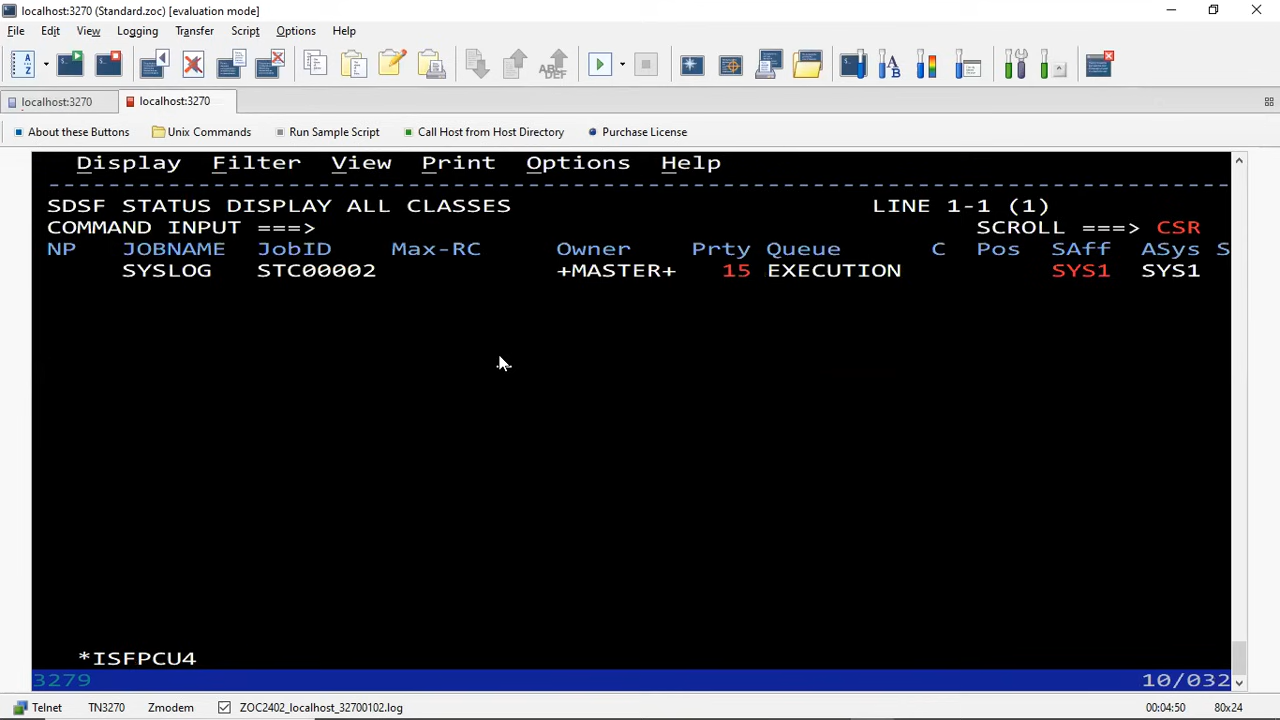 localhost:3270 (Standard.zoc) [evaluation mode]
File Edit View Logging Transfer Script Options Help
localhost:3270 localhost:3270
About these Buttons Unix Commands Run Sample Script Call Host from Host Directory Purchase License
Display Filter View Print Options Help
-------------------------------------------------------------------------------
SDSF STATUS DISPLAY ALL CLASSES LINE 1-1 (1)
COMMAND INPUT ===> SCROLL ===> CSR
NP JOBNAME JobID Max-RC Owner Prty Queue C Pos SAff ASys S
SYSLOG STC00002 +MASTER+ 15 EXECUTION SYS1 SYS1
*ISFPCU4
3279 10/032
Telnet TN3270 Zmodem ZOC2402_localhost_32700102.log 00:04:50 80x24